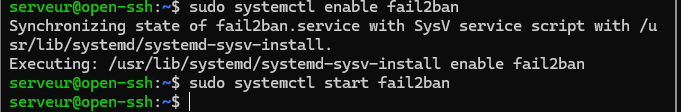 serveur@open-ssh:~$ sudo systemctl enable fail2ban
Synchronizing state of fail2ban.service with SysV service script with /u
sr/lib/systemd/systemd-sysv-install.
Executing: /usr/lib/systemd/systemd-sysv-install enable fail2ban
serveur@open-ssh:~$ sudo systemctl start fail2ban
serveur@open-ssh:~$